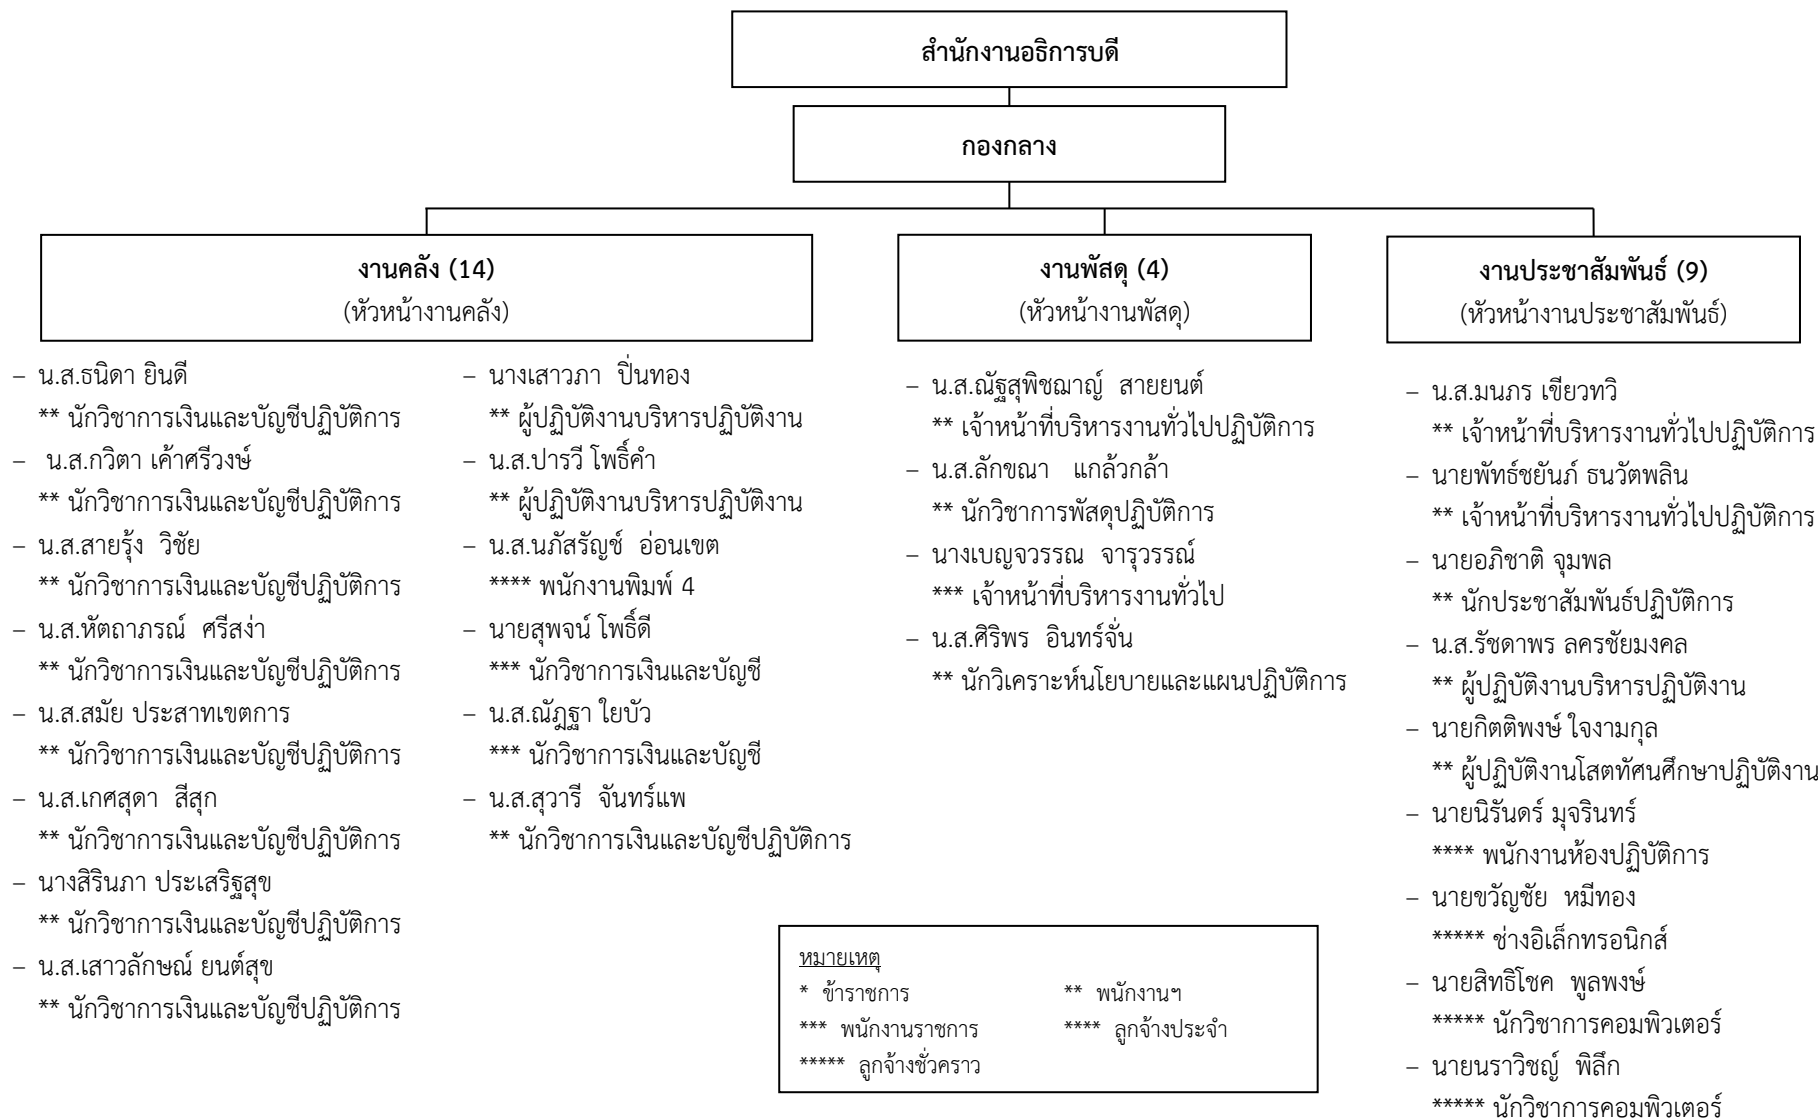 สำนักงานอธิการบดี
กองกลาง
งานคลัง (14)
(หัวหน้างานคลัง)
– น.ส.ธนิดา ยินดี
** นักวิชาการเงินและบัญชีปฏิบัติการ
– น.ส.กวิตา เค้าศรีวงษ์
** นักวิชาการเงินและบัญชีปฏิบัติการ
– น.ส.สายรุ้ง วิชัย
** นักวิชาการเงินและบัญชีปฏิบัติการ
– น.ส.หัตถาภรณ์ ศรีสง่า
** นักวิชาการเงินและบัญชีปฏิบัติการ
– น.ส.สมัย ประสาทเขตการ
** นักวิชาการเงินและบัญชีปฏิบัติการ
– น.ส.เกศสุดา สีสุก
** นักวิชาการเงินและบัญชีปฏิบัติการ
– นางสิรินภา ประเสริฐสุข
** นักวิชาการเงินและบัญชีปฏิบัติการ
– น.ส.เสาวลักษณ์ ยนต์สุข
** นักวิชาการเงินและบัญชีปฏิบัติการ
– นางเสาวภา ปิ่นทอง
** ผู้ปฏิบัติงานบริหารปฏิบัติงาน
– น.ส.ปารวี โพธิ์คำ
** ผู้ปฏิบัติงานบริหารปฏิบัติงาน
– น.ส.นภัสรัญช์ อ่อนเขต
**** พนักงานพิมพ์ 4
– นายสุพจน์ โพธิ์ดี
*** นักวิชาการเงินและบัญชี
– น.ส.ณัฎฐา ใยบัว
*** นักวิชาการเงินและบัญชี
– น.ส.สุวารี จันทร์แพ
** นักวิชาการเงินและบัญชีปฏิบัติการ
งานพัสดุ (4)
(หัวหน้างานพัสดุ)
– น.ส.ณัฐสุพิชฌาญ์ สายยนต์
** เจ้าหน้าที่บริหารงานทั่วไปปฏิบัติการ
– น.ส.ลักขณา แกล้วกล้า
** นักวิชาการพัสดุปฏิบัติการ
– นางเบญจวรรณ จารุวรรณ์
*** เจ้าหน้าที่บริหารงานทั่วไป
– น.ส.ศิริพร อินทร์จั่น
** นักวิเคราะห์นโยบายและแผนปฏิบัติการ
งานประชาสัมพันธ์ (9)
(หัวหน้างานประชาสัมพันธ์)
– น.ส.มนภร เขียวทวิ
** เจ้าหน้าที่บริหารงานทั่วไปปฏิบัติการ
– นายพัทธ์ชยันภ์ ธนวัตพลิน
** เจ้าหน้าที่บริหารงานทั่วไปปฏิบัติการ
– นายอภิชาติ จุมพล
** นักประชาสัมพันธ์ปฏิบัติการ
– น.ส.รัชดาพร ลครชัยมงคล
** ผู้ปฏิบัติงานบริหารปฏิบัติงาน
– นายกิตติพงษ์ ใจงามกุล
** ผู้ปฏิบัติงานโสตทัศนศึกษาปฏิบัติงาน
– นายนิรันดร์ มุจรินทร์
**** พนักงานห้องปฏิบัติการ
– นายขวัญชัย หมีทอง
***** ช่างอิเล็กทรอนิกส์
– นายสิทธิโชค พูลพงษ์
***** นักวิชาการคอมพิวเตอร์
– นายนราวิชญ์ พิลึก
***** นักวิชาการคอมพิวเตอร์
หมายเหตุ
* ข้าราชการ ** พนักงานฯ
*** พนักงานราชการ **** ลูกจ้างประจำ
***** ลูกจ้างชั่วคราว